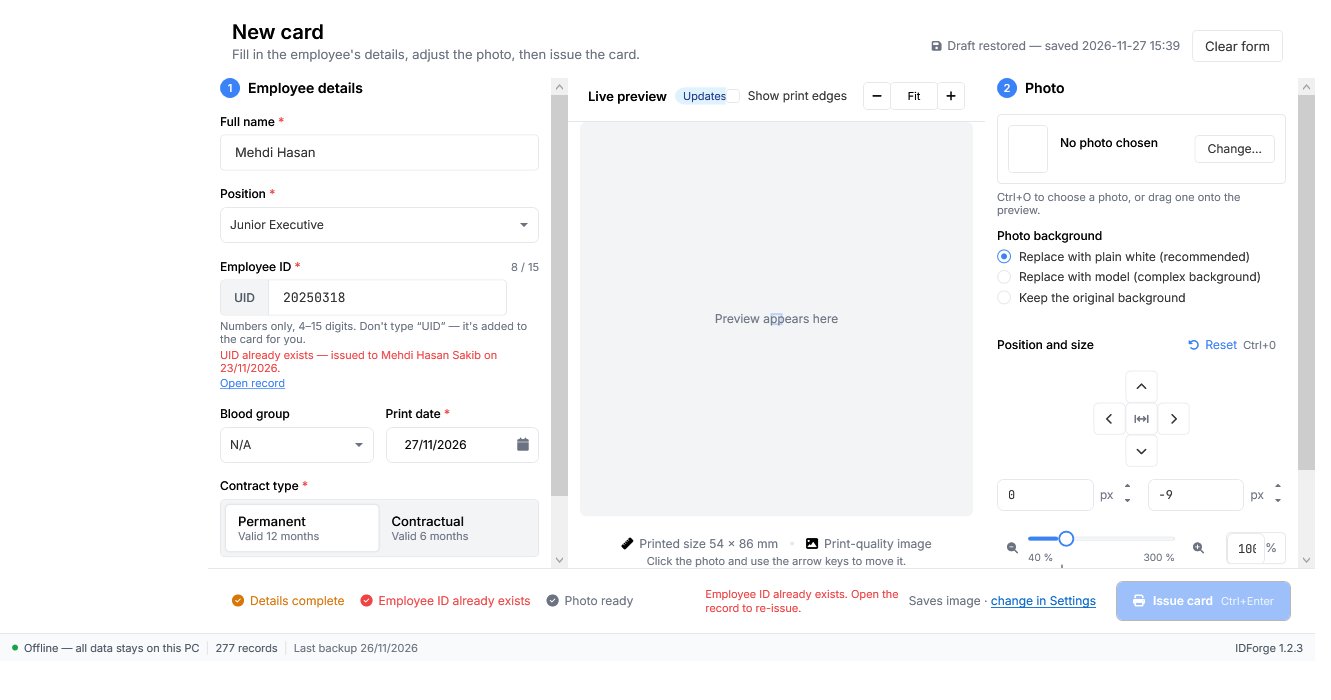 New card
Fill in the employee's details, adjust the photo, then issue the card.
Draft restored — saved 2026-11-27 15:39
Clear form
1 Employee details
Full name *
Mehdi Hasan
Position *
Junior Executive
Employee ID *
8 / 15
UID
20250318
Numbers only, 4–15 digits. Don't type “UID” — it's added to
the card for you.
UID already exists — issued to Mehdi Hasan Sakib on
23/11/2026.
Open record
Blood group
Print date *
N/A
27/11/2026
Contract type *
Permanent
Valid 12 months
Contractual
Valid 6 months
Live preview
Updates
Show print edges
Fit
Preview appears here
Printed size 54 × 86 mm
Print-quality image
Click the photo and use the arrow keys to move it.
2 Photo
No photo chosen
Change...
Ctrl+O to choose a photo, or drag one onto the
preview.
Photo background
Replace with plain white (recommended)
Replace with model (complex background)
Keep the original background
Position and size
Reset Ctrl+0
0 px
-9 px
40 %
300 %
100 %
Details complete
Employee ID already exists
Photo ready
Employee ID already exists. Open the
record to re-issue.
Saves image · change in Settings
Issue card Ctrl+Enter
Offline — all data stays on this PC
277 records
Last backup 26/11/2026
IDForge 1.2.3